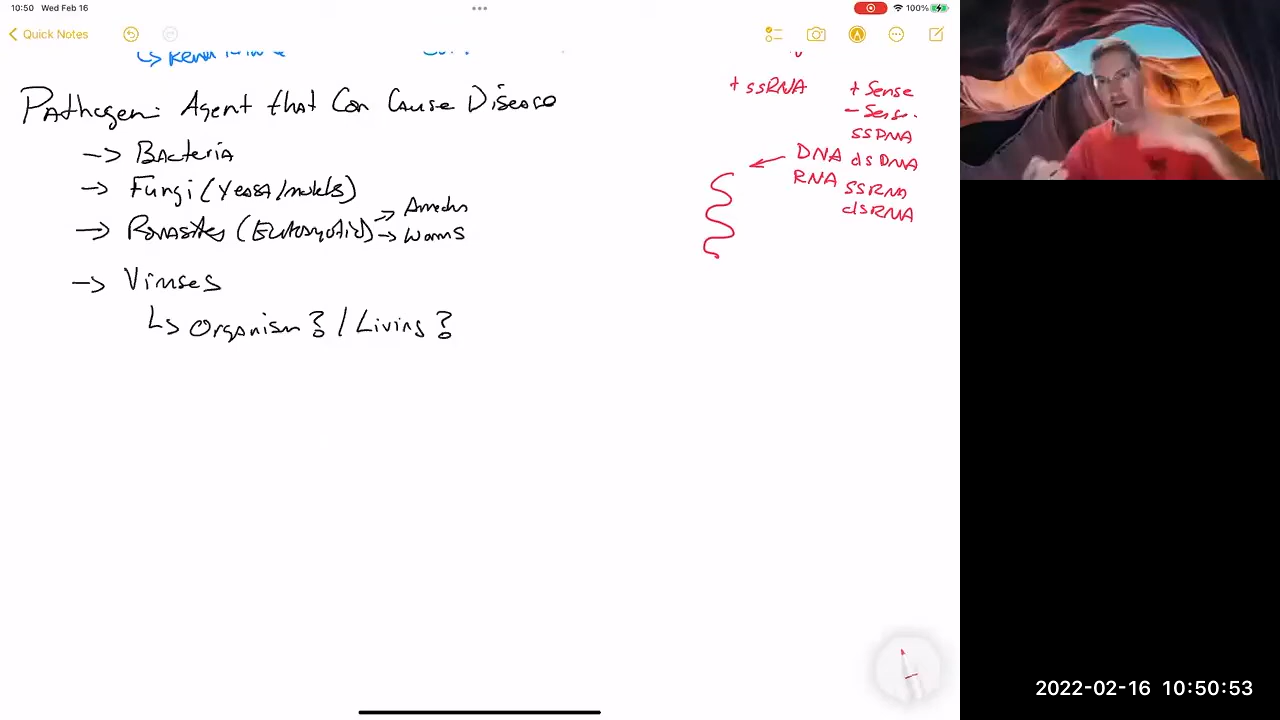 10:50 Wed Feb 16
100%
Quick Notes
Pathogen: Agent that Can Cause Disease
-> Bacteria
-> Fungi (Yeast/molds)
-> Parasites (Eukaryotic)
-> Worms
-> Viruses
↳ Organism? / Living?
+ ssRNA
+ Sense
- Sense
ssDNA
DNA dsDNA
RNA ssRNA
dsRNA
2022-02-16 10:50:53